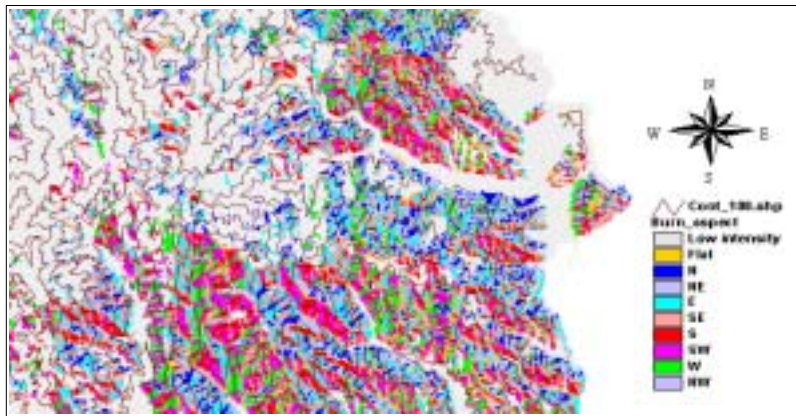 N
W E
S
Cont_100.shp
Burn_aspect
Low intensity
Flat
N
NE
E
SE
S
SW
W
NW